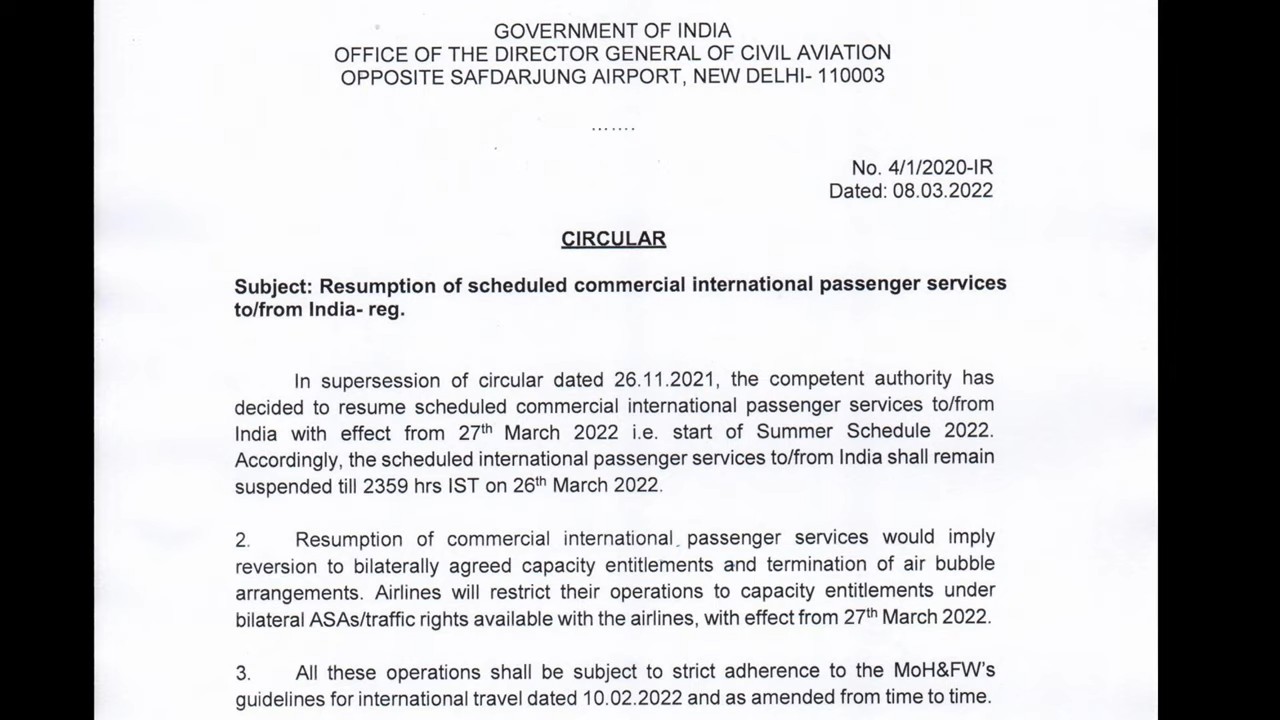 GOVERNMENT OF INDIA
OFFICE OF THE DIRECTOR GENERAL OF CIVIL AVIATION
OPPOSITE SAFDARJUNG AIRPORT, NEW DELHI- 110003
.......
No. 4/1/2020-IR
Dated: 08.03.2022
CIRCULAR
Subject: Resumption of scheduled commercial international passenger services
to/from India- reg.
In supersession of circular dated 26.11.2021, the competent authority has
decided to resume scheduled commercial international passenger services to/from
India with effect from 27th March 2022 i.e. start of Summer Schedule 2022.
Accordingly, the scheduled international passenger services to/from India shall remain
suspended till 2359 hrs IST on 26th March 2022.
2. Resumption of commercial international passenger services would imply
reversion to bilaterally agreed capacity entitlements and termination of air bubble
arrangements. Airlines will restrict their operations to capacity entitlements under
bilateral ASAs/traffic rights available with the airlines, with effect from 27th March 2022.
3. All these operations shall be subject to strict adherence to the MoH&FW's
guidelines for international travel dated 10.02.2022 and as amended from time to time.